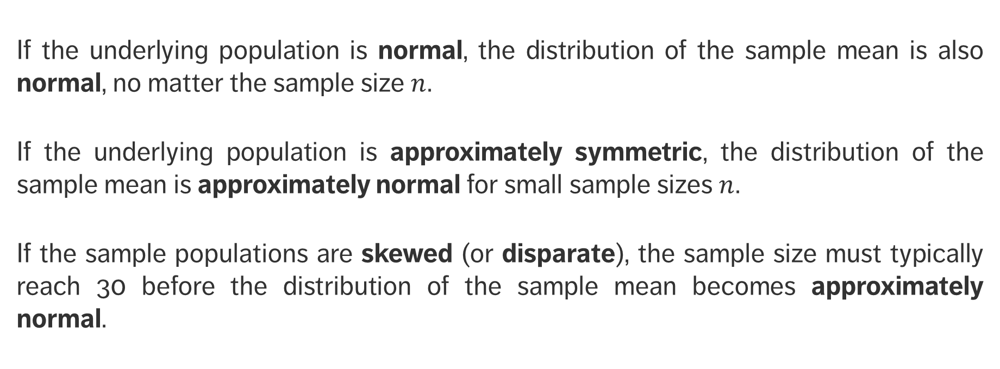 If the underlying population is normal, the distribution of the sample mean is also
normal, no matter the sample size n.
If the underlying population is approximately symmetric, the distribution of the
sample mean is approximately normal for small sample sizes n.
If the sample populations are skewed (or disparate), the sample size must typically
reach 30 before the distribution of the sample mean becomes approximately
normal.